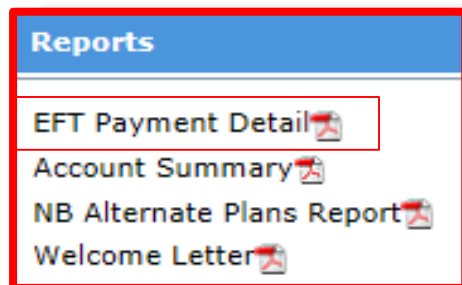 Reports
EFT Payment Detail
Account Summary
NB Alternate Plans Report
Welcome Letter